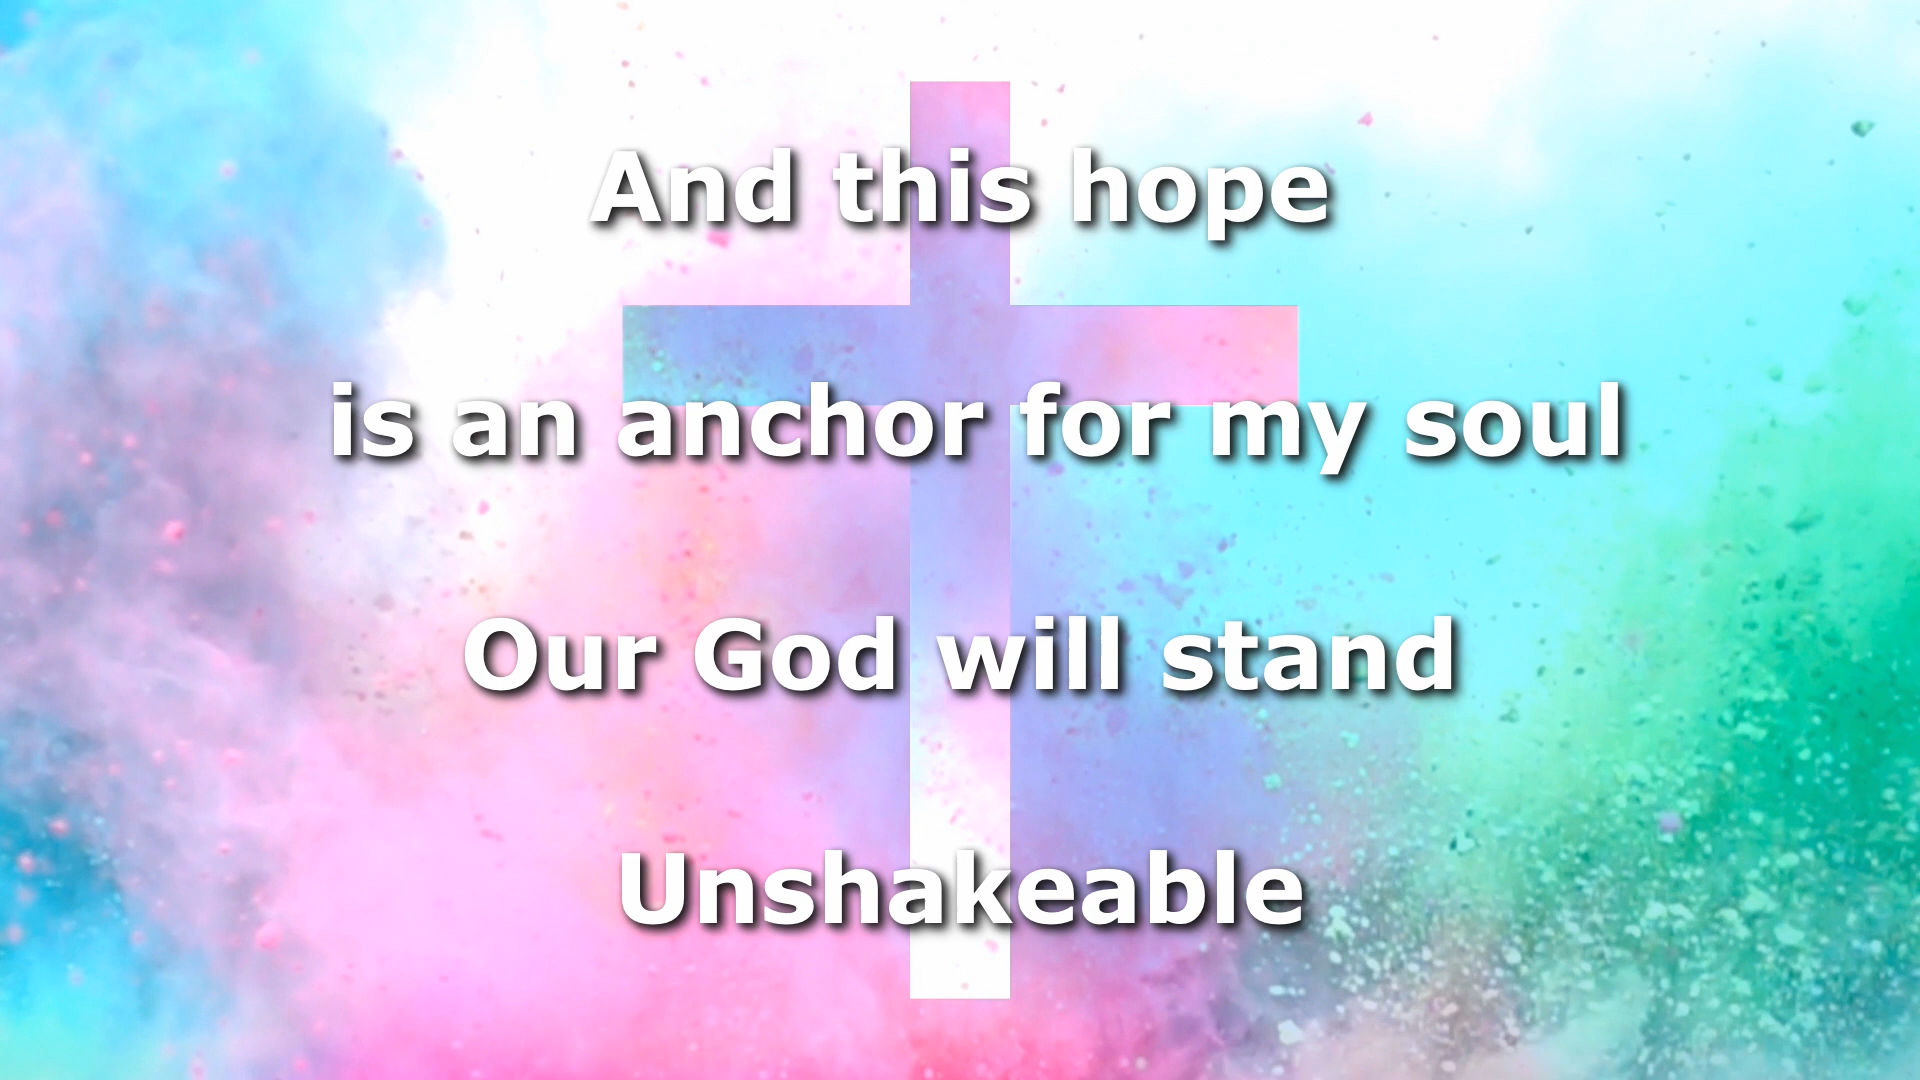 And this hope
is an anchor for my soul
Our God will stand
Unshakeable